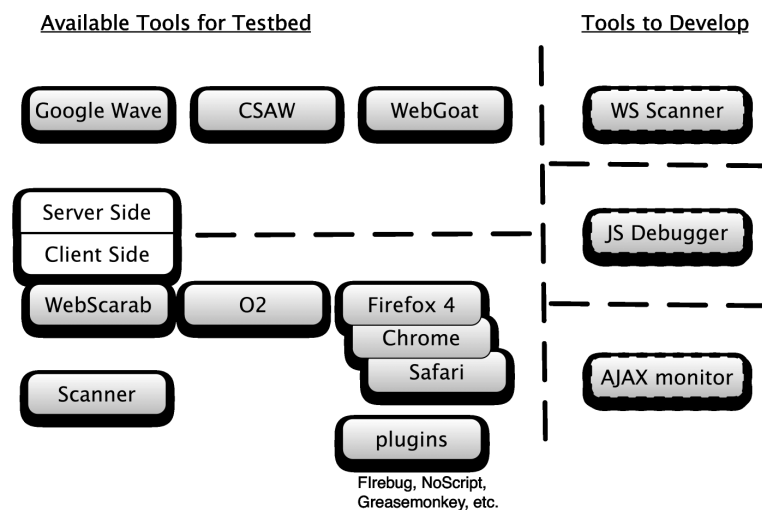 Available Tools for Testbed
Tools to Develop
Google Wave
CSAW
WebGoat
WS Scanner
Server Side
Client Side
JS Debugger
WebScarab
O2
Firefox 4
Chrome
Safari
Scanner
AJAX monitor
plugins
FIrebug, NoScript,
Greasemonkey, etc.